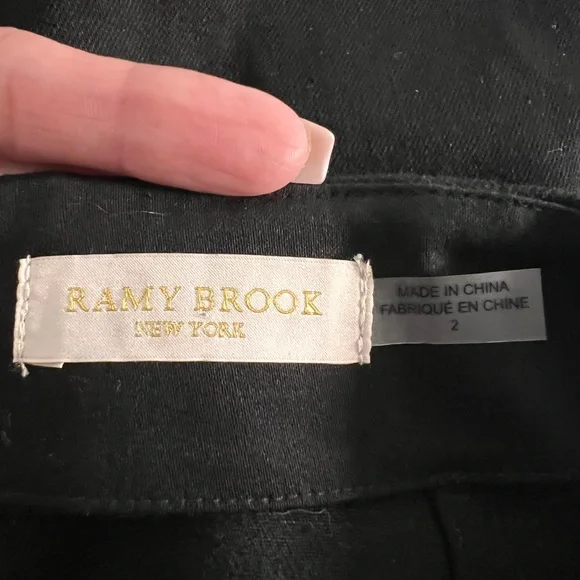 RAMY BROOK
NEW YORK
MADE IN CHINA
FABRIQUÉ EN CHINE
2